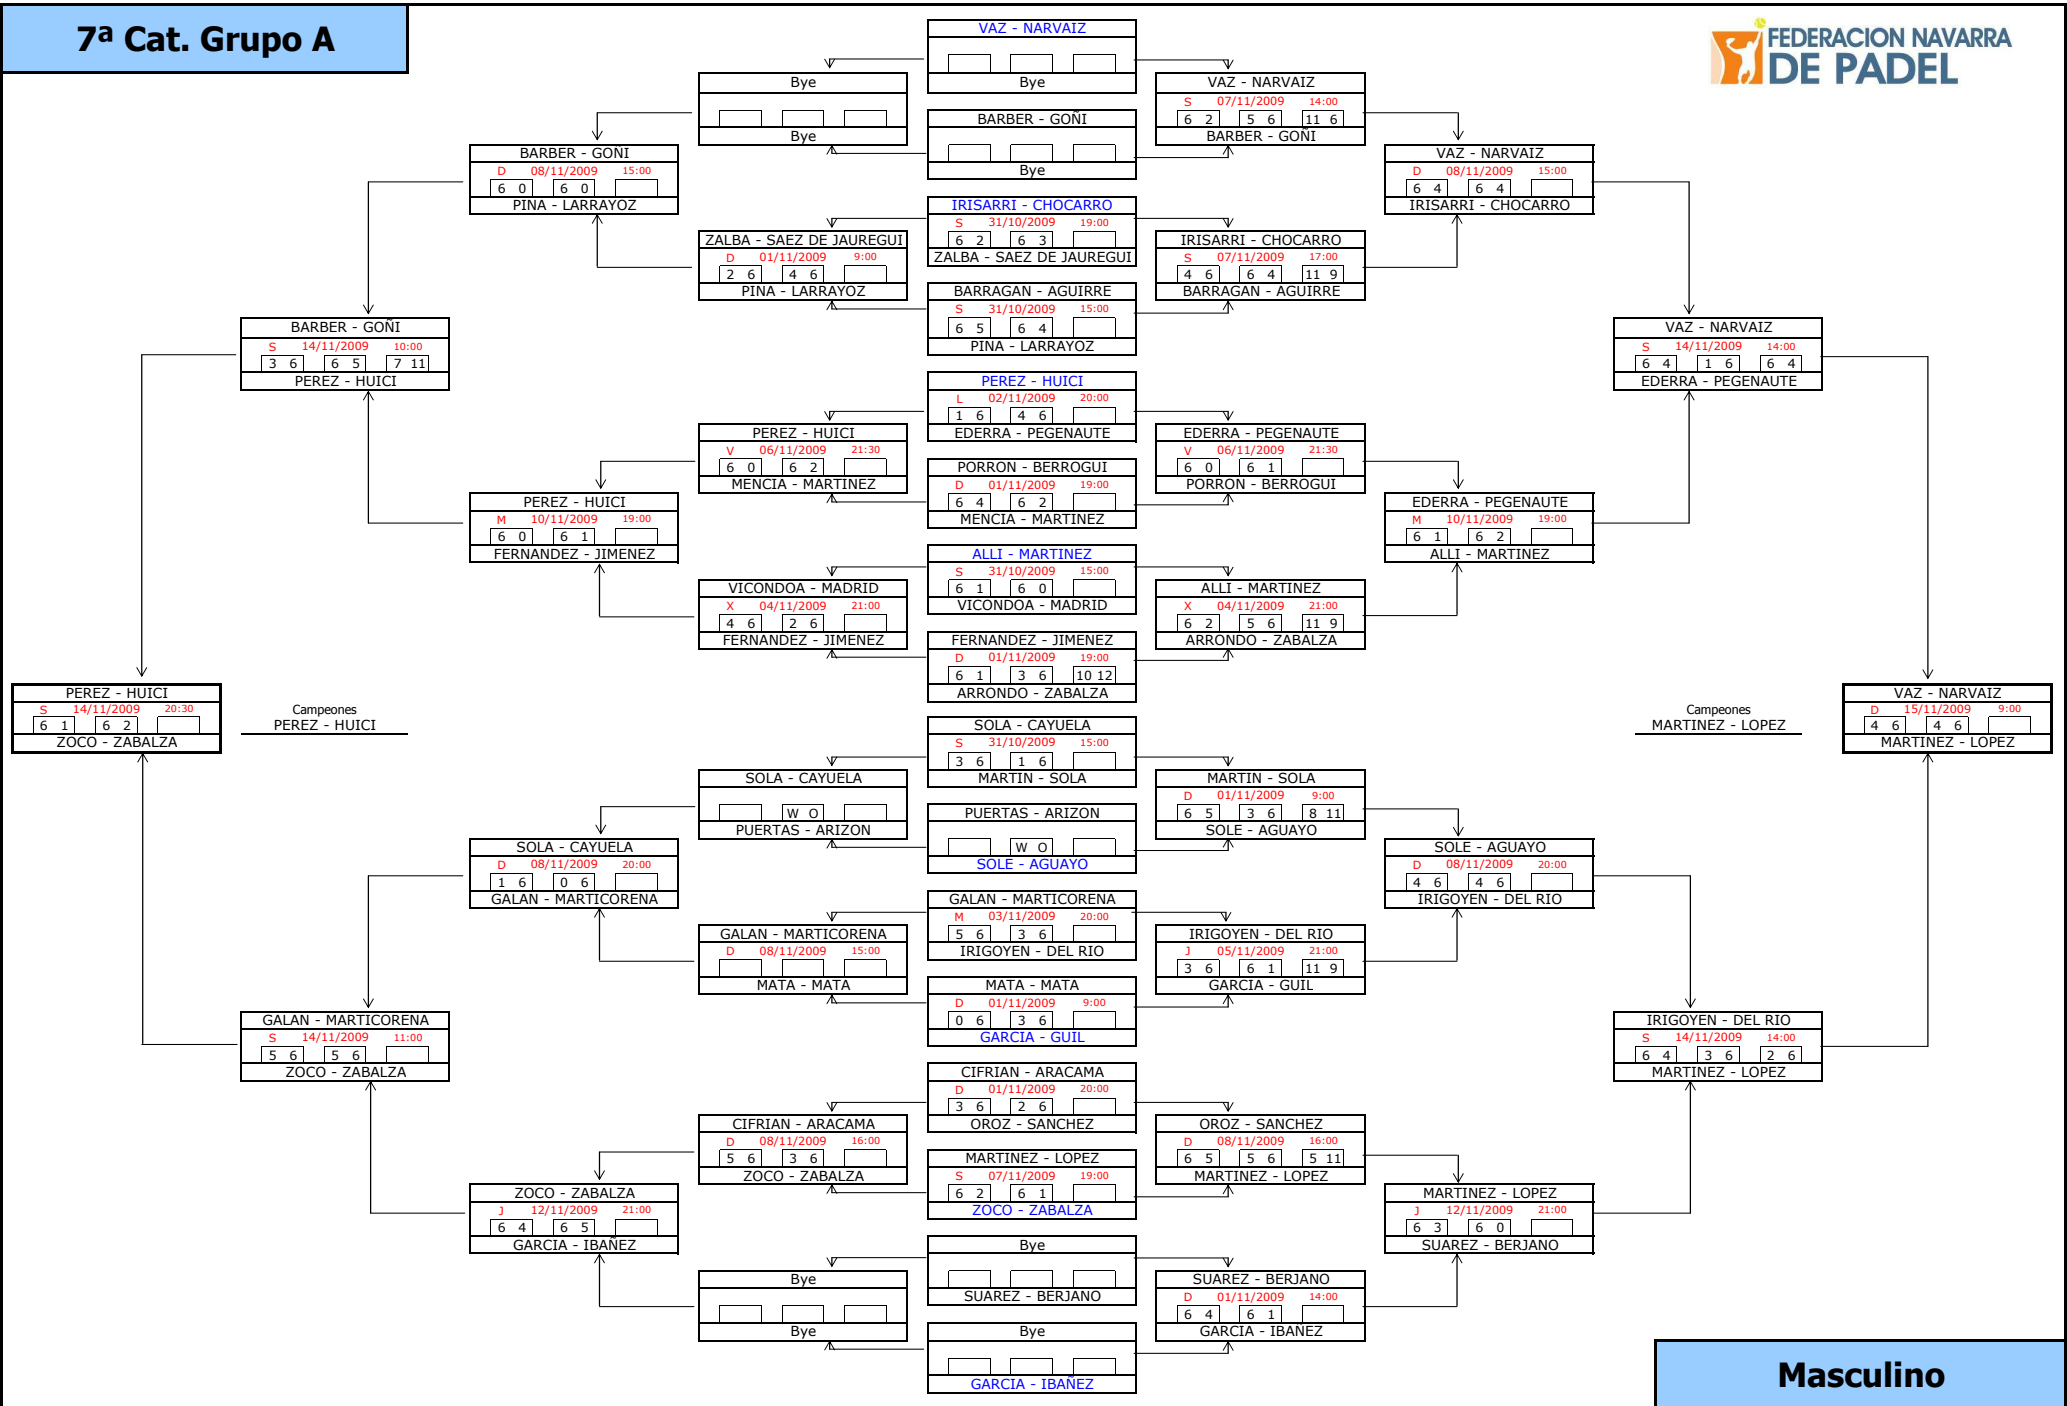 7ª Cat. Grupo A
FEDERACION NAVARRA
DE PADEL
VAZ - NARVAIZ
Bye
BARBER - GOÑI
Bye
IRISARRI - CHOCARRO
S 31/10/2009 19:00
6 2 6 3
ZALBA - SAEZ DE JAUREGUI
BARRAGAN - AGUIRRE
S 31/10/2009 15:00
6 5 6 4
PINA - LARRAYOZ
PEREZ - HUICI
L 02/11/2009 20:00
1 6 4 6
EDERRA - PEGENAUTE
PORRON - BERROGUI
D 01/11/2009 19:00
6 4 6 2
MENCIA - MARTINEZ
ALLI - MARTINEZ
S 31/10/2009 15:00
6 1 6 0
VICONDOA - MADRID
FERNANDEZ - JIMENEZ
D 01/11/2009 19:00
6 1 3 6 10 12
ARRONDO - ZABALZA
SOLA - CAYUELA
S 31/10/2009 15:00
3 6 1 6
MARTIN - SOLA
PUERTAS - ARIZON
W O
SOLE - AGUAYO
GALAN - MARTICORENA
M 03/11/2009 20:00
5 6 3 6
IRIGOYEN - DEL RIO
MATA - MATA
D 01/11/2009 9:00
0 6 3 6
GARCIA - GUIL
CIFRIAN - ARACAMA
D 01/11/2009 20:00
3 6 2 6
OROZ - SANCHEZ
MARTINEZ - LOPEZ
S 07/11/2009 19:00
6 2 6 1
ZOCO - ZABALZA
Bye
SUAREZ - BERJANO
Bye
GARCIA - IBAÑEZ
Bye
Bye
ZALBA - SAEZ DE JAUREGUI
D 01/11/2009 9:00
2 6 4 6
PINA - LARRAYOZ
PEREZ - HUICI
V 06/11/2009 21:30
6 0 6 2
MENCIA - MARTINEZ
VICONDOA - MADRID
X 04/11/2009 21:00
4 6 2 6
FERNANDEZ - JIMENEZ
SOLA - CAYUELA
W O
PUERTAS - ARIZON
GALAN - MARTICORENA
D 08/11/2009 15:00
MATA - MATA
CIFRIAN - ARACAMA
D 08/11/2009 16:00
5 6 3 6
ZOCO - ZABALZA
Bye
Bye
BARBER - GOÑI
D 08/11/2009 15:00
6 0 6 0
PINA - LARRAYOZ
PEREZ - HUICI
M 10/11/2009 19:00
6 0 6 1
FERNANDEZ - JIMENEZ
SOLA - CAYUELA
D 08/11/2009 20:00
1 6 0 6
GALAN - MARTICORENA
ZOCO - ZABALZA
J 12/11/2009 21:00
6 4 6 5
GARCIA - IBAÑEZ
BARBER - GOÑI
S 14/11/2009 10:00
3 6 6 5 7 11
PEREZ - HUICI
GALAN - MARTICORENA
S 14/11/2009 11:00
5 6 5 6
ZOCO - ZABALZA
PEREZ - HUICI
S 14/11/2009 20:30
6 1 6 2
ZOCO - ZABALZA
Campeones
PEREZ - HUICI
VAZ - NARVAIZ
S 07/11/2009 14:00
6 2 5 6 11 6
BARBER - GOÑI
IRISARRI - CHOCARRO
S 07/11/2009 17:00
4 6 6 4 11 9
BARRAGAN - AGUIRRE
EDERRA - PEGENAUTE
V 06/11/2009 21:30
6 0 6 1
PORRON - BERROGUI
ALLI - MARTINEZ
X 04/11/2009 21:00
6 2 5 6 11 9
ARRONDO - ZABALZA
MARTIN - SOLA
D 01/11/2009 9:00
6 5 3 6 8 11
SOLE - AGUAYO
IRIGOYEN - DEL RIO
J 05/11/2009 21:00
3 6 6 1 11 9
GARCIA - GUIL
OROZ - SANCHEZ
D 08/11/2009 16:00
6 5 5 6 5 11
MARTINEZ - LOPEZ
SUAREZ - BERJANO
D 01/11/2009 14:00
6 4 6 1
GARCIA - IBAÑEZ
VAZ - NARVAIZ
D 08/11/2009 15:00
6 4 6 4
IRISARRI - CHOCARRO
EDERRA - PEGENAUTE
M 10/11/2009 19:00
6 1 6 2
ALLI - MARTINEZ
SOLE - AGUAYO
D 08/11/2009 20:00
4 6 4 6
IRIGOYEN - DEL RIO
MARTINEZ - LOPEZ
J 12/11/2009 21:00
6 3 6 0
SUAREZ - BERJANO
VAZ - NARVAIZ
S 14/11/2009 14:00
6 4 1 6 6 4
EDERRA - PEGENAUTE
IRIGOYEN - DEL RIO
S 14/11/2009 14:00
6 4 3 6 2 6
MARTINEZ - LOPEZ
Campeones
MARTINEZ - LOPEZ
VAZ - NARVAIZ
D 15/11/2009 9:00
4 6 4 6
MARTINEZ - LOPEZ
Masculino